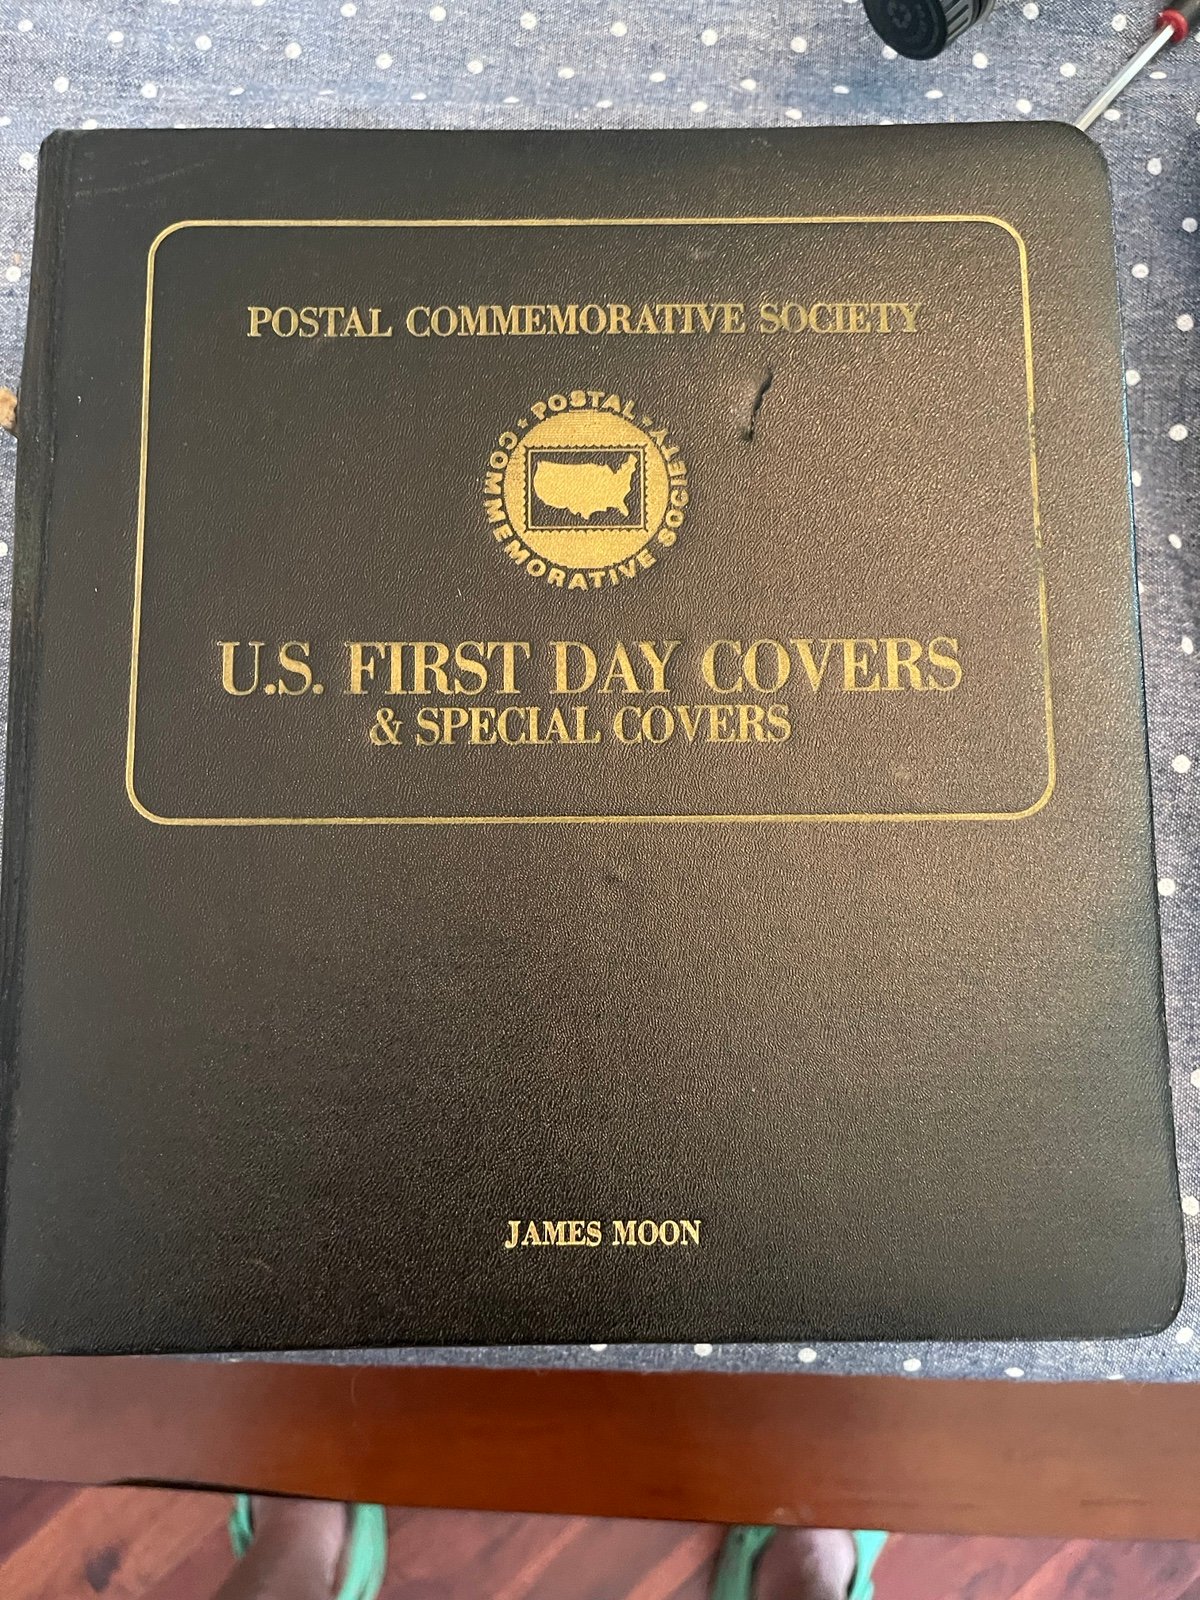 POSTAL COMMEMORATIVE SOCIETY
★ POSTAL ★ COMMEMORATIVE SOCIETY
U.S. FIRST DAY COVERS
& SPECIAL COVERS
JAMES MOON